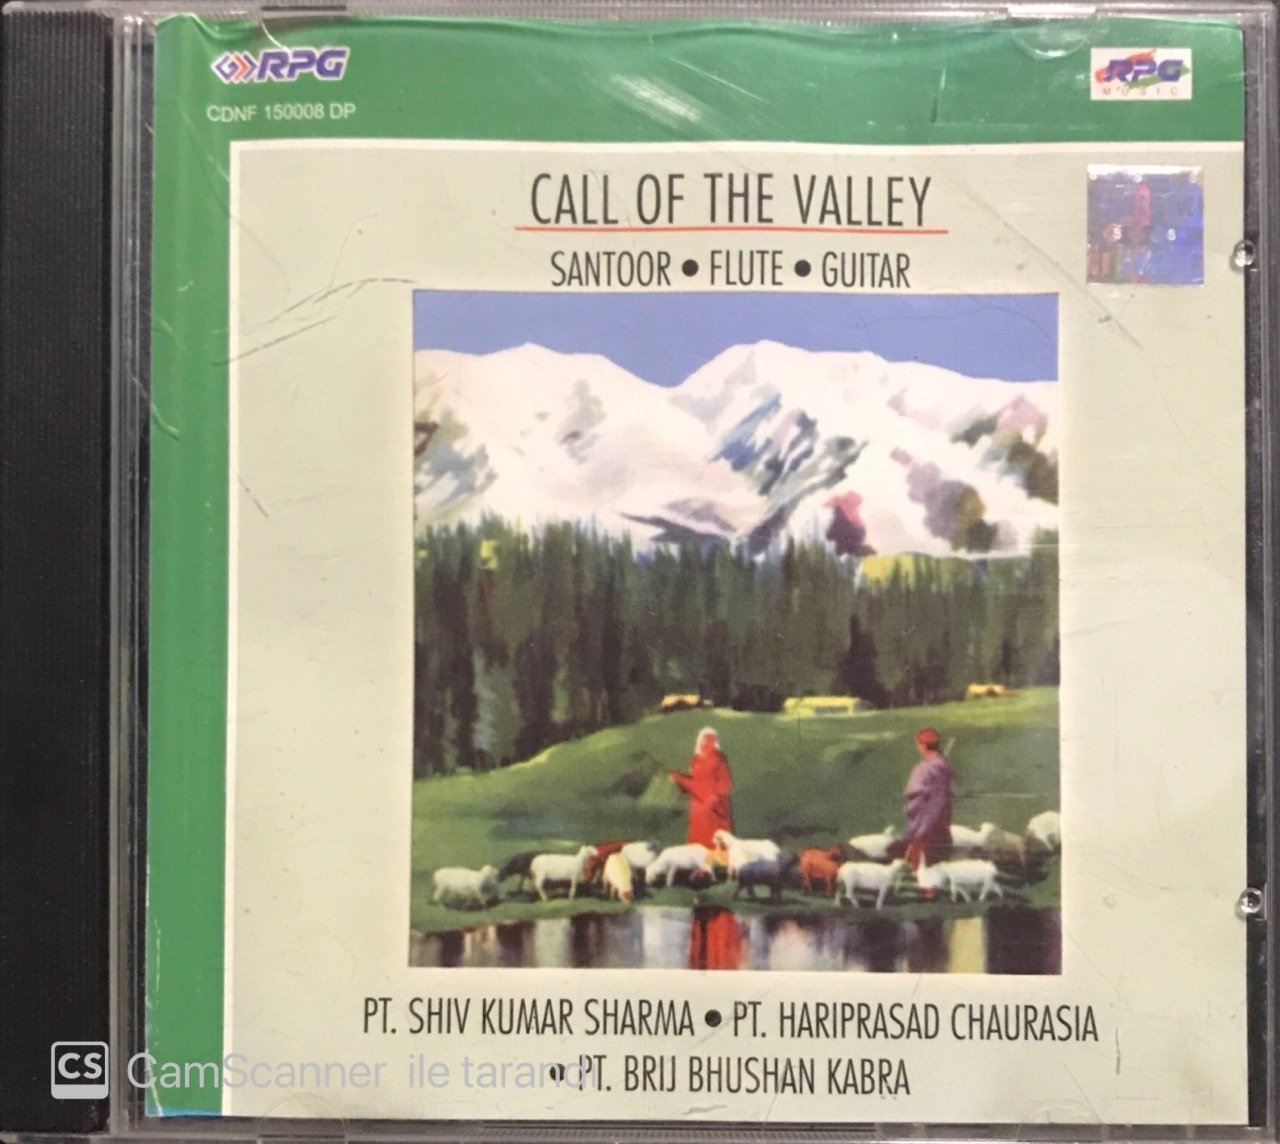 RPG
RPG
MUSIC
CDNF 150008 DP
CALL OF THE VALLEY
SANTOOR • FLUTE • GUITAR
PT. SHIV KUMAR SHARMA • PT. HARIPRASAD CHAURASIA
• PT. BRIJ BHUSHAN KABRA
CS CamScanner ile tarandı